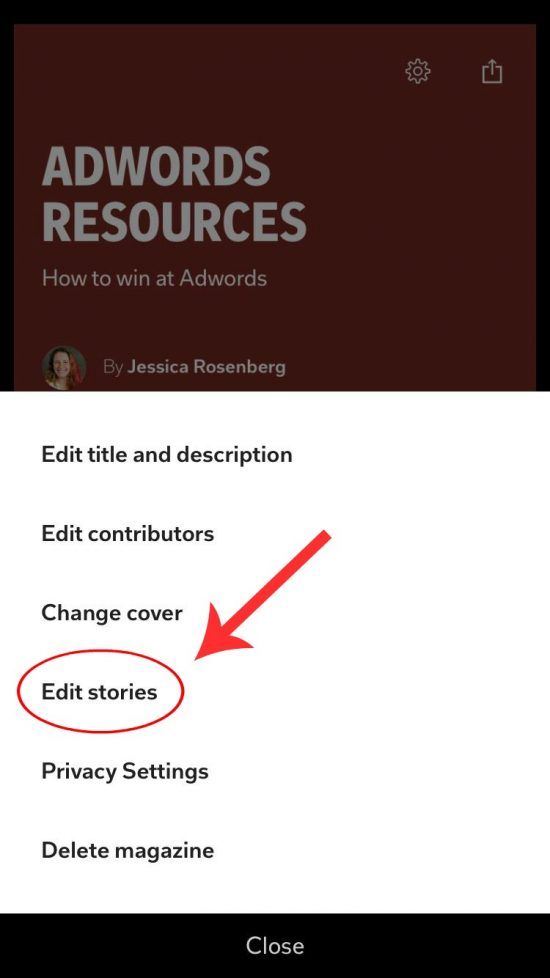 ADWORDS
RESOURCES
How to win at Adwords
By Jessica Rosenberg
Edit title and description
Edit contributors
Change cover
Edit stories
Privacy Settings
Delete magazine
Close